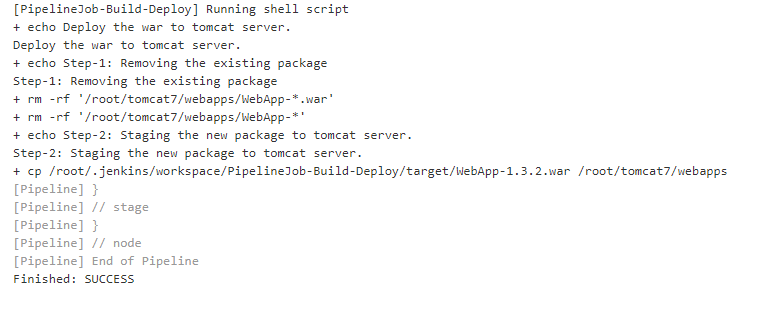 [PipelineJob-Build-Deploy] Running shell script
+ echo Deploy the war to tomcat server.
Deploy the war to tomcat server.
+ echo Step-1: Removing the existing package
Step-1: Removing the existing package
+ rm -rf '/root/tomcat7/webapps/WebApp-*.war'
+ rm -rf '/root/tomcat7/webapps/WebApp-*'
+ echo Step-2: Staging the new package to tomcat server.
Step-2: Staging the new package to tomcat server.
+ cp /root/.jenkins/workspace/PipelineJob-Build-Deploy/target/WebApp-1.3.2.war /root/tomcat7/webapps
[Pipeline] }
[Pipeline] // stage
[Pipeline] }
[Pipeline] // node
[Pipeline] End of Pipeline
Finished: SUCCESS